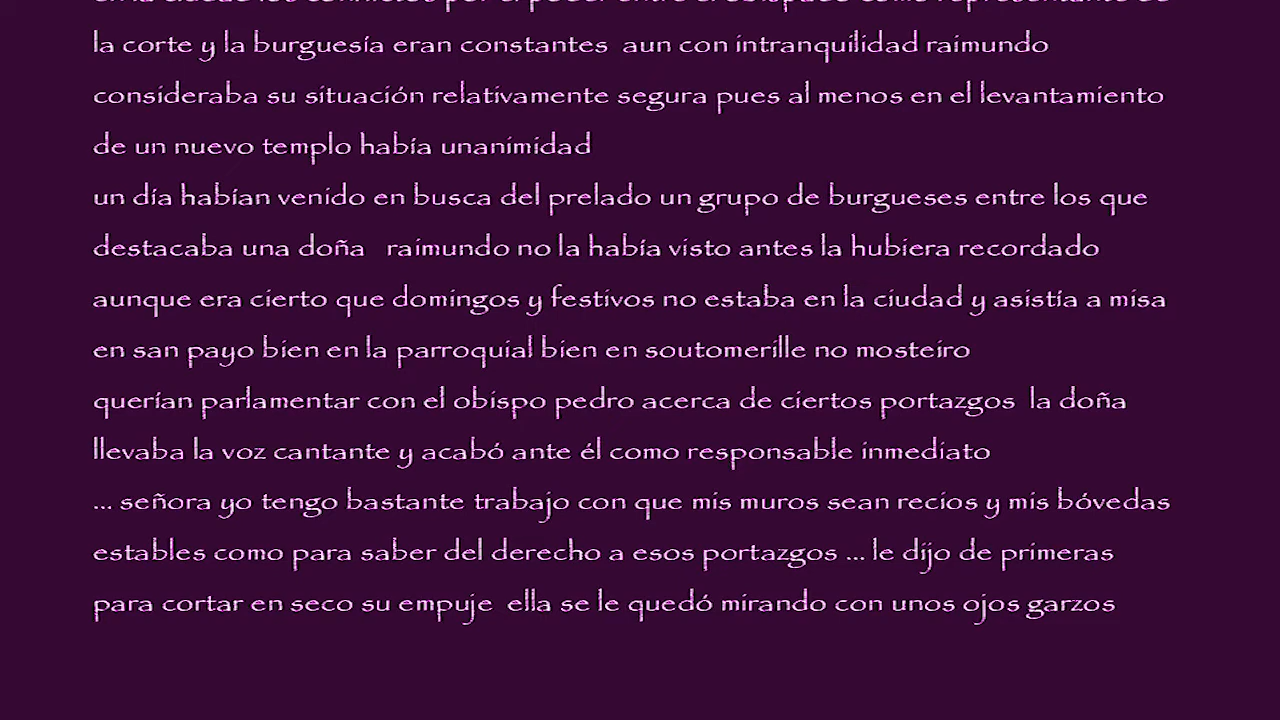 la corte y la burguesía eran constantes aun con intranquilidad raimundo
consideraba su situación relativamente segura pues al menos en el levantamiento
de un nuevo templo había unanimidad
un día habían venido en busca del prelado un grupo de burgueses entre los que
destacaba una doña raimundo no la había visto antes la hubiera recordado
aunque era cierto que domingos y festivos no estaba en la ciudad y asistía a misa
en san payo bien en la parroquial bien en soutomerille no mosteiro
querían parlamentar con el obispo pedro acerca de ciertos portazgos la doña
llevaba la voz cantante y acabó ante él como responsable inmediato
... señora yo tengo bastante trabajo con que mis muros sean recios y mis bóvedas
estables como para saber del derecho a esos portazgos ... le dijo de primeras
para cortar en seco su empuje ella se le quedó mirando con unos ojos garzos